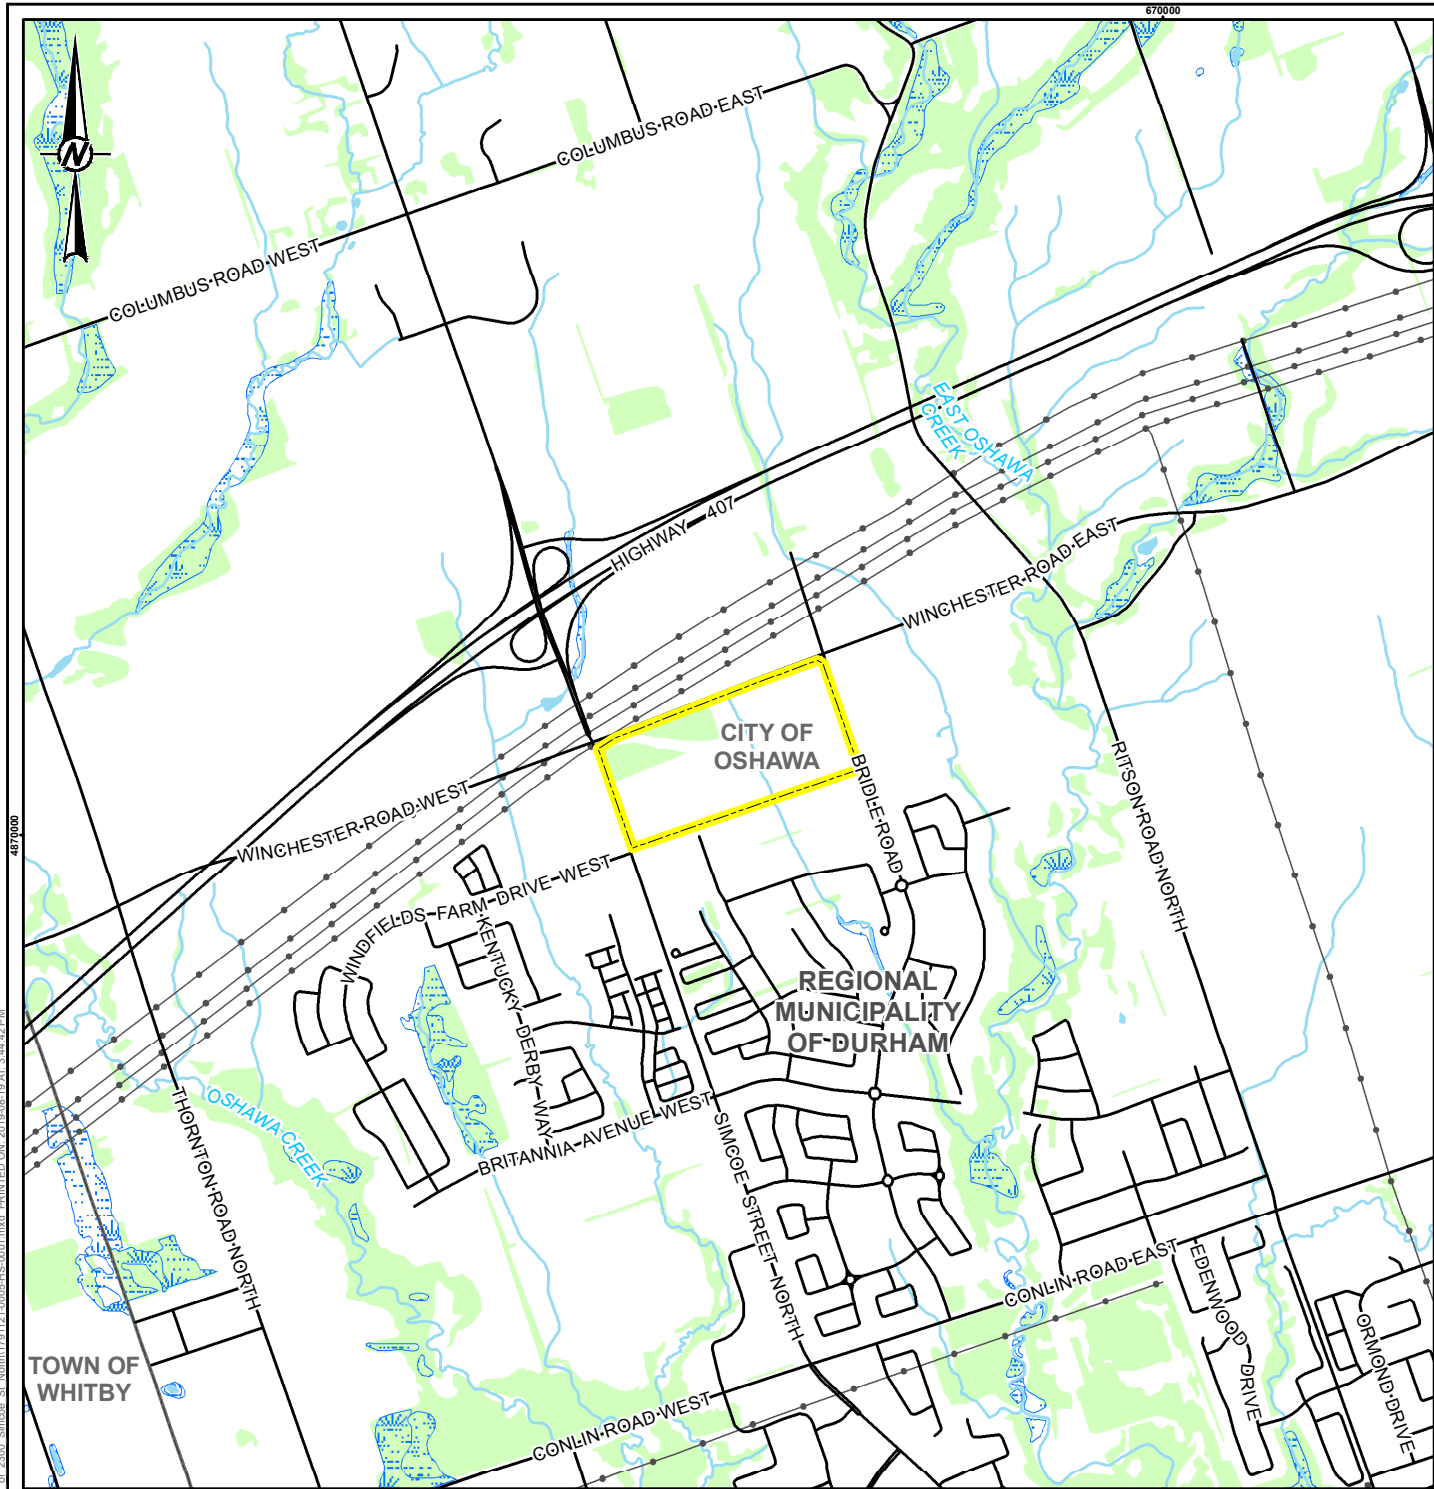 670000
N
COLUMBUS ROAD EAST
COLUMBUS ROAD WEST
EAST OSHAWA
CREEK
HIGHWAY 407
WINCHESTER ROAD EAST
CITY OF
OSHAWA
BRIDLE ROAD
RITSON ROAD NORTH
4870000
WINCHESTER ROAD WEST
WINDFIELDS FARM DRIVE WEST
KENTUCKY DERBY WAY
REGIONAL
MUNICIPALITY
OF DURHAM
OSHAWA CREEK
THORNTON ROAD NORTH
BRITANNIA AVENUE WEST
SIMCOE STREET NORTH
CONLIN ROAD EAST
EDENWOOD DRIVE
ORMOND DRIVE
TOWN OF
WHITBY
CONLIN ROAD WEST